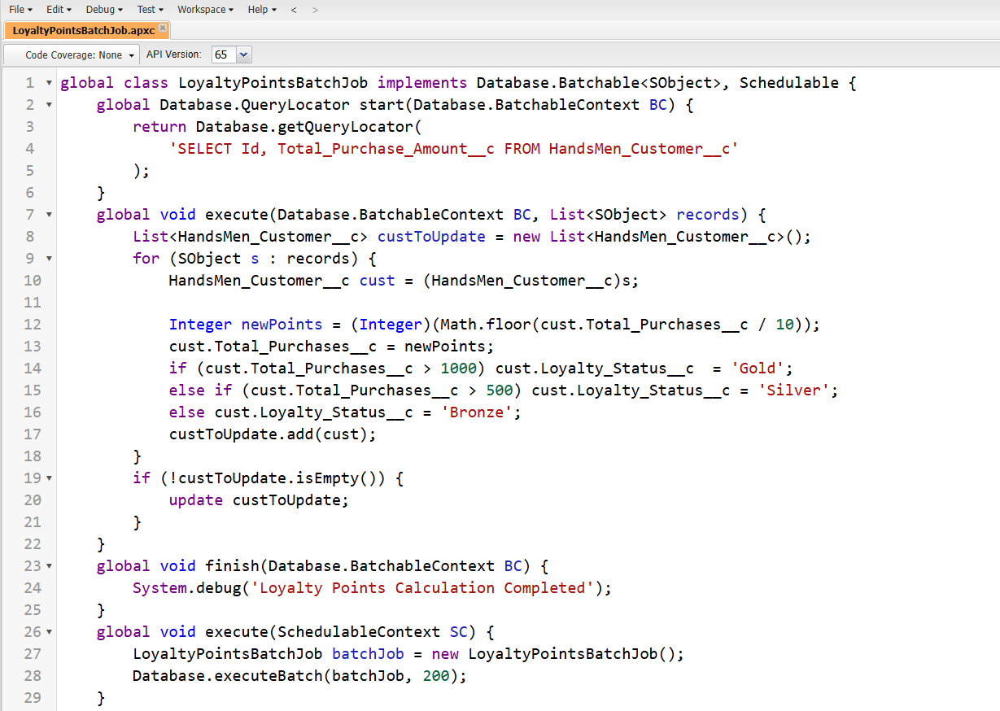 File Edit Debug Test Workspace Help < >
LoyaltyPointsBatchJob.apxc
Code Coverage: None API Version: 65
1 global class LoyaltyPointsBatchJob implements Database.Batchable<SObject>, Schedulable {
2     global Database.QueryLocator start(Database.BatchableContext BC) {
3         return Database.getQueryLocator(
4             'SELECT Id, Total_Purchase_Amount__c FROM HandsMen_Customer__c'
5         );
6     }
7     global void execute(Database.BatchableContext BC, List<SObject> records) {
8         List<HandsMen_Customer__c> custToUpdate = new List<HandsMen_Customer__c>();
9         for (SObject s : records) {
10             HandsMen_Customer__c cust = (HandsMen_Customer__c)s;
11
12             Integer newPoints = (Integer)(Math.floor(cust.Total_Purchases__c / 10));
13             cust.Total_Purchases__c = newPoints;
14             if (cust.Total_Purchases__c > 1000) cust.Loyalty_Status__c  = 'Gold';
15             else if (cust.Total_Purchases__c > 500) cust.Loyalty_Status__c = 'Silver';
16             else cust.Loyalty_Status__c = 'Bronze';
17             custToUpdate.add(cust);
18         }
19         if (!custToUpdate.isEmpty()) {
20             update custToUpdate;
21         }
22     }
23     global void finish(Database.BatchableContext BC) {
24         System.debug('Loyalty Points Calculation Completed');
25     }
26     global void execute(SchedulableContext SC) {
27         LoyaltyPointsBatchJob batchJob = new LoyaltyPointsBatchJob();
28         Database.executeBatch(batchJob, 200);
29     }